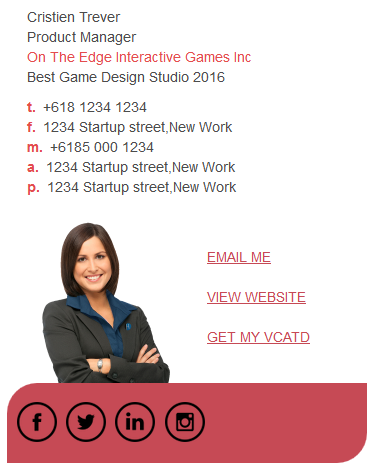 Cristien Trever
Product Manager
On The Edge Interactive Games Inc
Best Game Design Studio 2016
t. +618 1234 1234
f. 1234 Startup street,New Work
m. +6185 000 1234
a. 1234 Startup street,New Work
p. 1234 Startup street,New Work
EMAIL ME
VIEW WEBSITE
GET MY VCATD